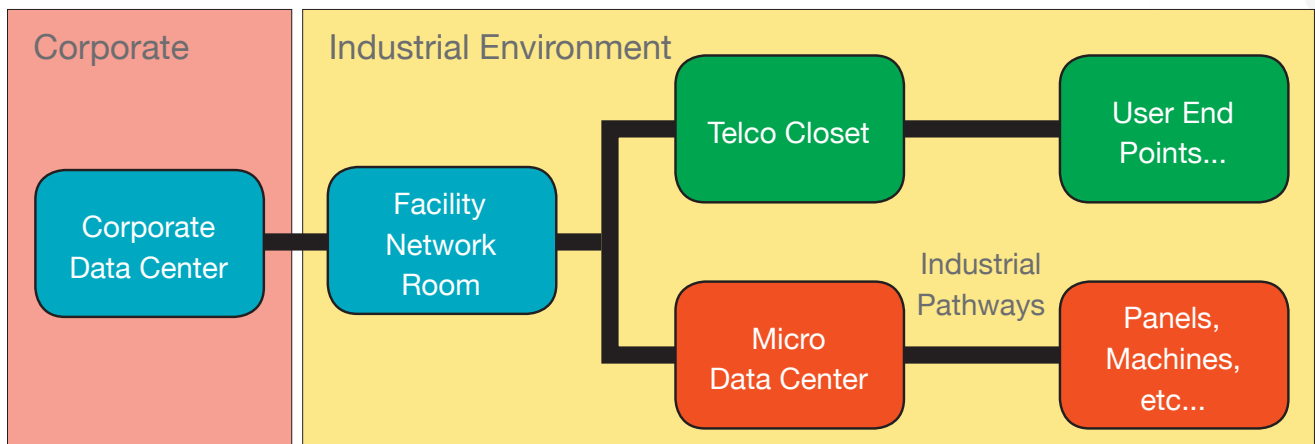 Corporate
Industrial Environment
Corporate
Data Center
Facility
Network
Room
Telco Closet
User End
Points...
Industrial
Pathways
Micro
Data Center
Panels,
Machines,
etc...